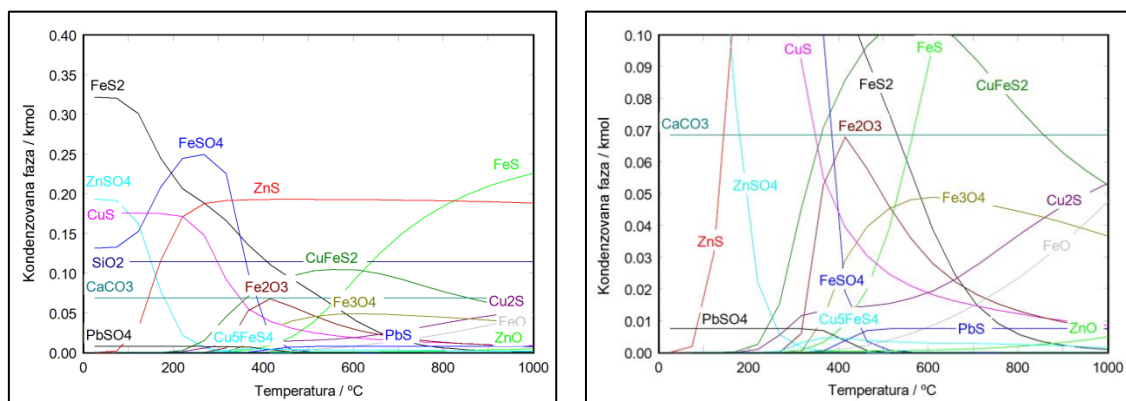 Kondenzovana faza / kmol
0.40
0.35
0.30
0.25
0.20
0.15
0.10
0.05
0.00
FeS2
FeSO4
ZnSO4
ZnS
CuS
SiO2
CuFeS2
CaCO3
Fe2O3
Fe3O4
Cu2S
FeO
PbSO4
Cu5FeS4
PbS
ZnO
FeS
0
200
400
600
800
1000
Temperatura / ºC
Kondenzovana faza / kmol
0.10
0.09
0.08
0.07
0.06
0.05
0.04
0.03
0.02
0.01
0.00
CuS
FeS
FeS2
CuFeS2
CaCO3
Fe2O3
ZnSO4
Fe3O4
Cu2S
ZnS
FeO
FeSO4
PbSO4
Cu5FeS4
PbS
ZnO
0
200
400
600
800
1000
Temperatura / ºC